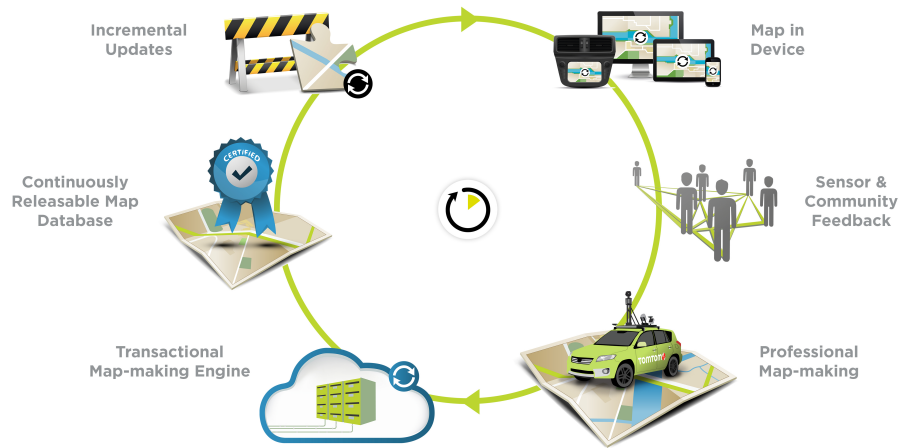 Incremental
Updates
Map in
Device
CERTIFIED
Continuously
Releasable Map
Database
Sensor &
Community
Feedback
Transactional
Map-making Engine
tomtom
Professional
Map-making